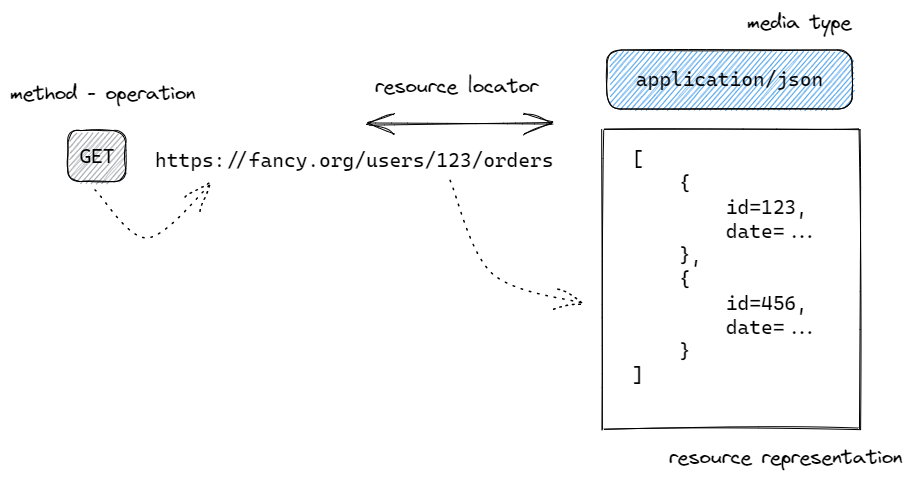 media type
application/json
method - operation
resource locator
GET
https://fancy.org/users/123/orders
[
{
id=123,
date= ...
},
{
id=456,
date= ...
}
]
resource representation